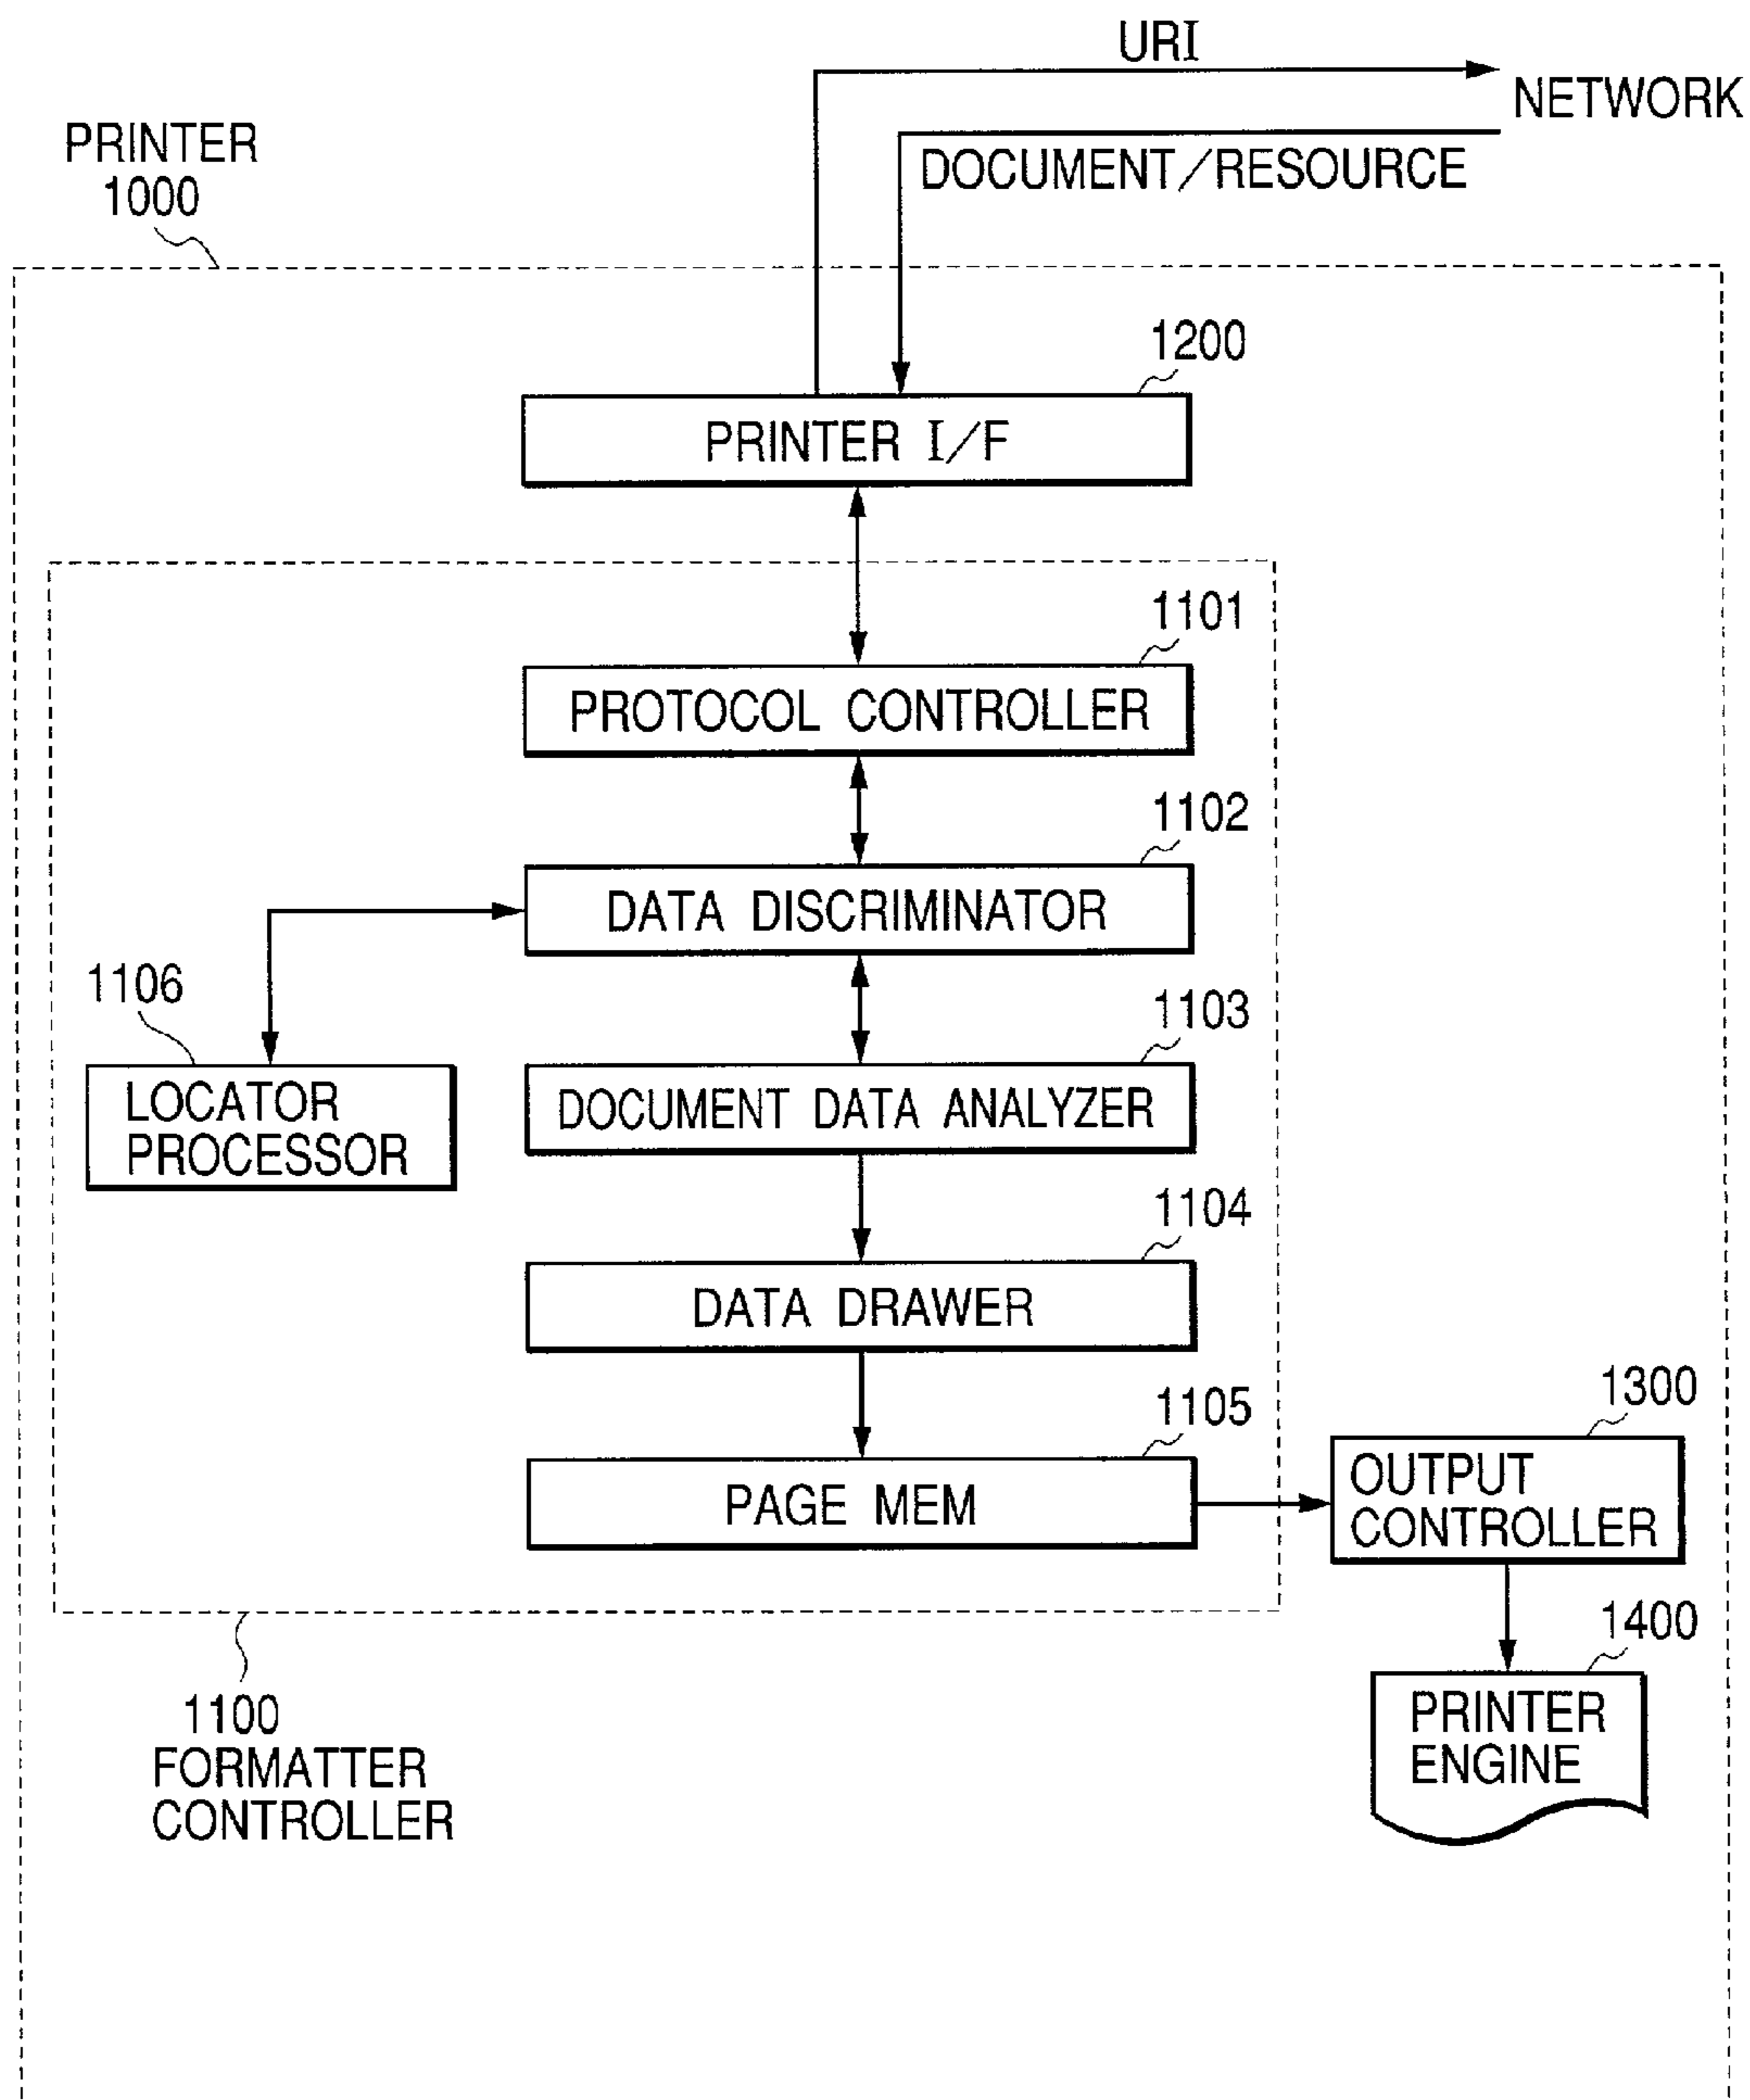 URI
NETWORK
DOCUMENT/RESOURCE
PRINTER
1000
1200
PRINTER I/F
1101
PROTOCOL CONTROLLER
1102
DATA DISCRIMINATOR
1106
LOCATOR
PROCESSOR
1103
DOCUMENT DATA ANALYZER
1104
DATA DRAWER
1105
PAGE MEM
1300
OUTPUT
CONTROLLER
1400
PRINTER
ENGINE
1100
FORMATTER
CONTROLLER